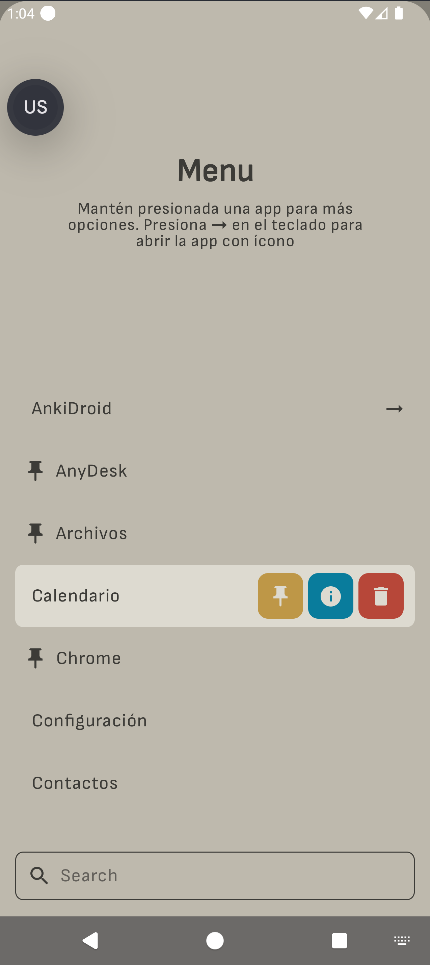 1:04
US
Menu
Mantén presionada una app para más
opciones. Presiona → en el teclado para
abrir la app con ícono
AnkiDroid →
AnyDesk
Archivos
Calendario
Chrome
Configuración
Contactos
Search